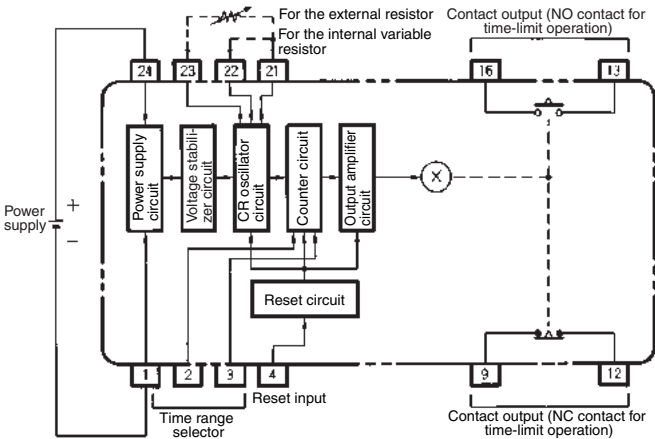 For the external resistor
For the internal variable
resistor
Contact output (NO contact for
time-limit operation)
24
23
22
21
16
13
Power supply
circuit
Voltage stabili-
zer circuit
CR oscillator
circuit
Counter circuit
Output amplifier
circuit
X
Power
supply
+
−
Reset circuit
1
2
3
4
9
12
Time range
selector
Reset input
Contact output (NC contact for
time-limit operation)